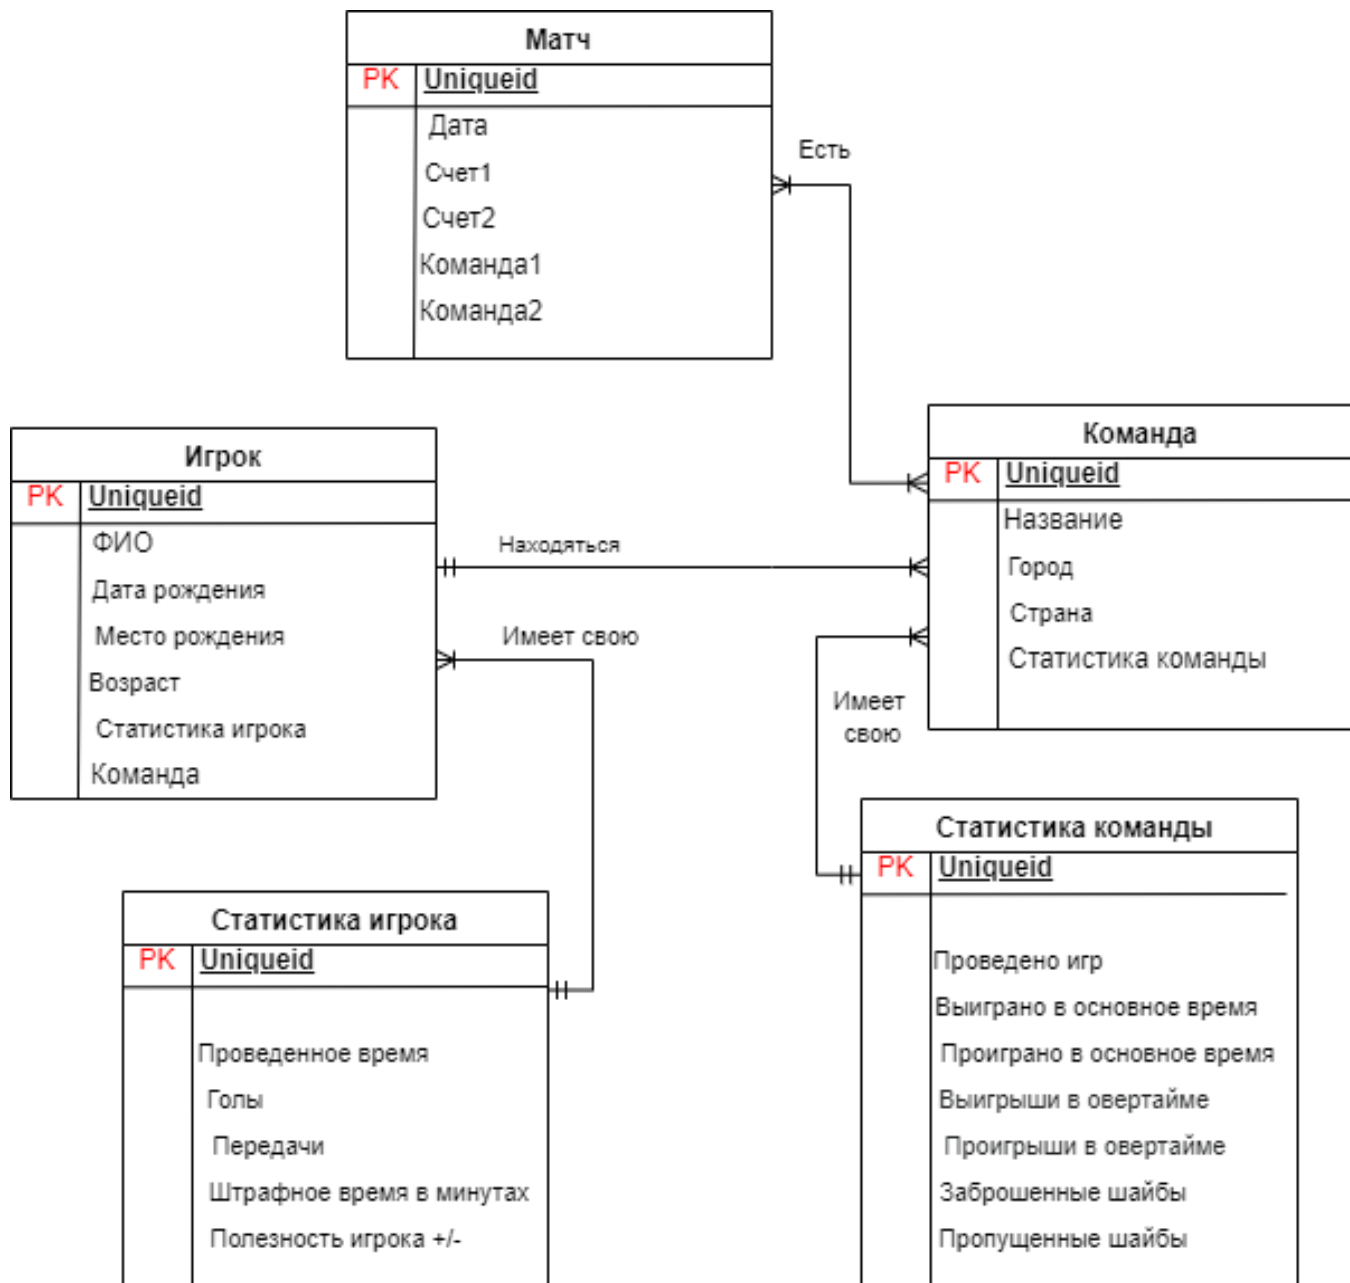 Матч
PK Uniqueid
Дата
Счет1
Счет2
Команда1
Команда2
Есть
Игрок
PK Uniqueid
ФИО
Дата рождения
Место рождения
Возраст
Статистика игрока
Команда
Находяться
Имеет свою
Команда
PK Uniqueid
Название
Город
Страна
Статистика команды
Имеет
свою
Статистика игрока
PK Uniqueid
Проведенное время
Голы
Передачи
Штрафное время в минутах
Полезность игрока +/-
Статистика команды
PK Uniqueid
Проведено игр
Выиграно в основное время
Проиграно в основное время
Выигрыши в овертайме
Проигрыши в овертайме
Заброшенные шайбы
Пропущенные шайбы